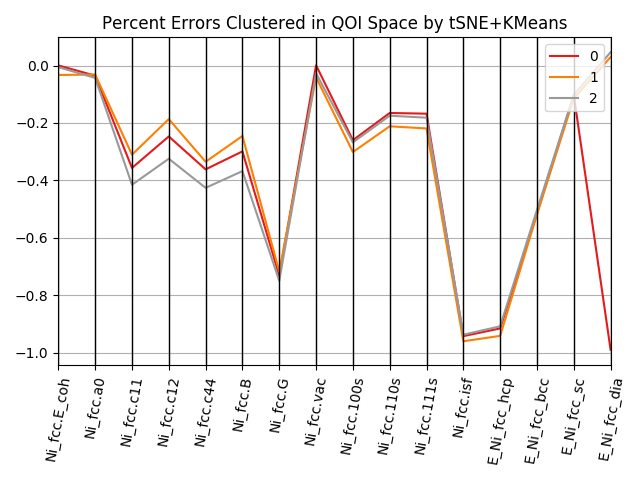 Percent Errors Clustered in QOI Space by tSNE+KMeans
0
1
2
0.0
−0.2
−0.4
−0.6
−0.8
−1.0
Ni_fcc.E_coh
Ni_fcc.a0
Ni_fcc.c11
Ni_fcc.c12
Ni_fcc.c44
Ni_fcc.B
Ni_fcc.G
Ni_fcc.vac
Ni_fcc.100s
Ni_fcc.110s
Ni_fcc.111s
Ni_fcc.isf
E_Ni_fcc_hcp
E_Ni_fcc_bcc
E_Ni_fcc_sc
E_Ni_fcc_dia